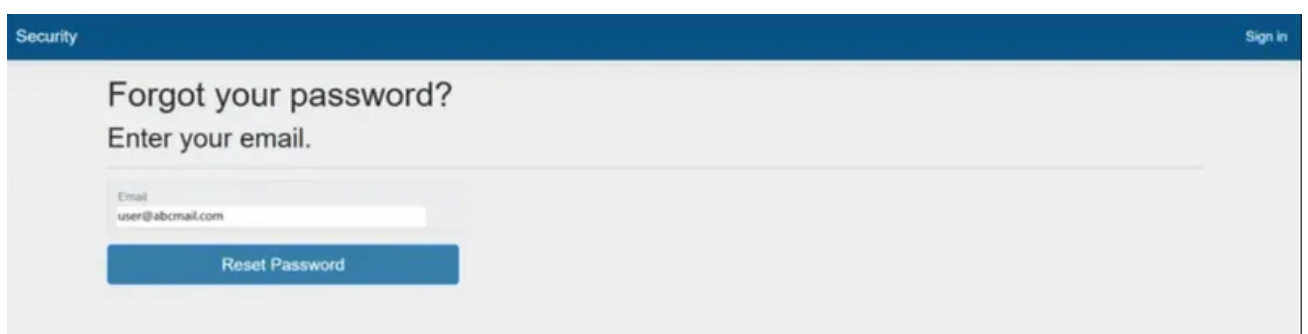 Security
Sign in
Forgot your password?
Enter your email.
Email
user@abcmail.com
Reset Password